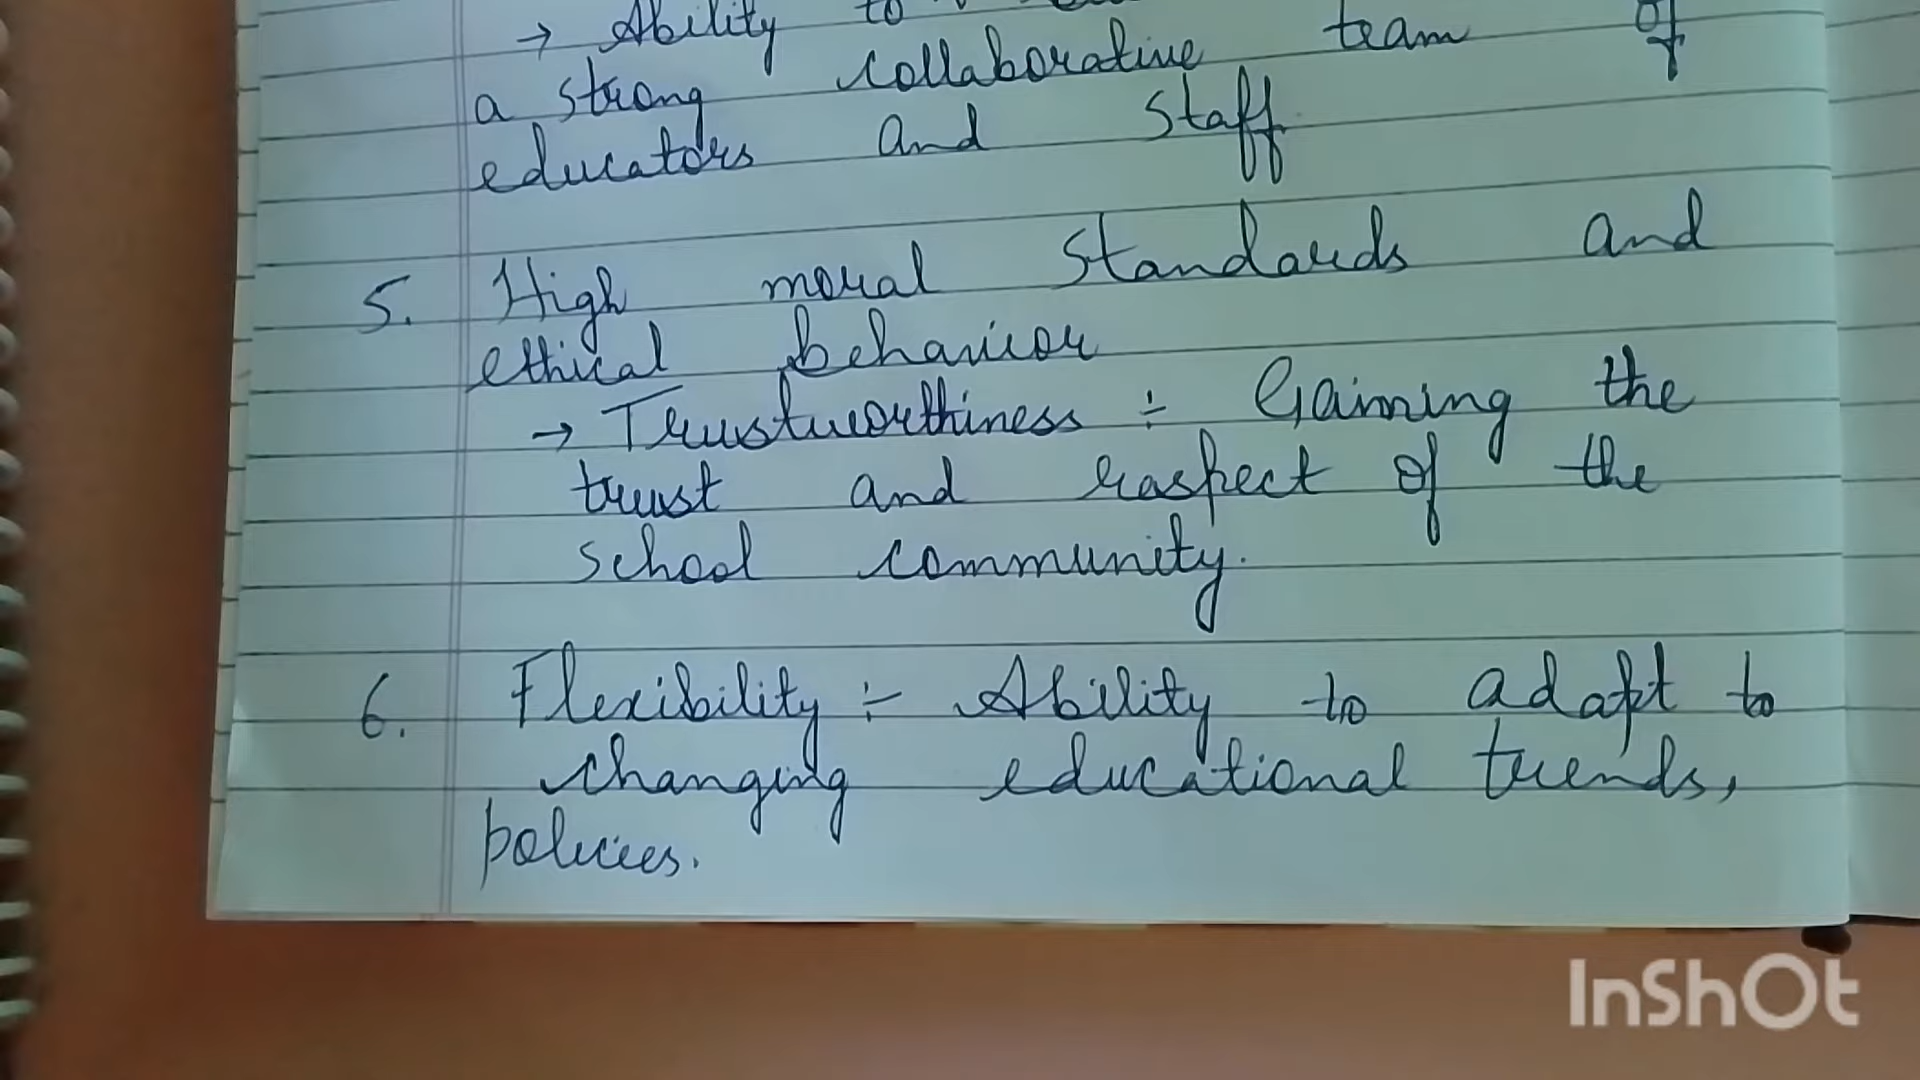 → Ability to
a strong collaborative team of
educators and staff
5. High moral standards and
ethical behavior
→ Trustworthiness ÷ Gaining the
trust and raspect of the
school community.
6. Flexibility ÷ Ability to adapt to
changing educational trends,
policies.
InShOt